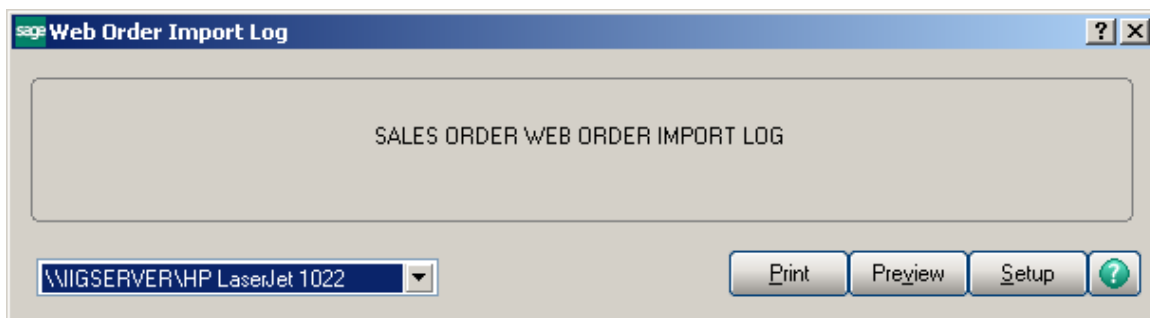 sage Web Order Import Log ? X
SALES ORDER WEB ORDER IMPORT LOG
\\IIGSERVER\HP LaserJet 1022
Print Preview Setup ?